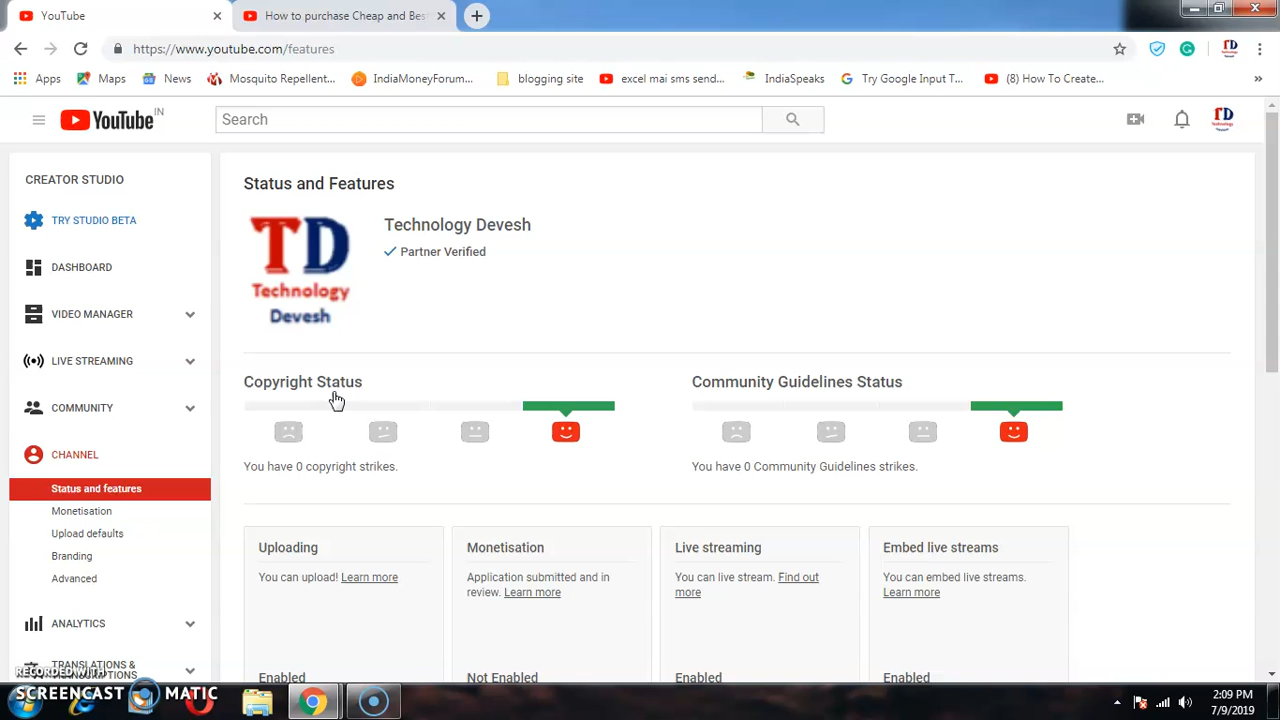 YouTube
How to purchase Cheap and Bes
https://www.youtube.com/features
Apps
Maps
News
Mosquito Repellent...
IndiaMoneyForum...
blogging site
excel mai sms send...
IndiaSpeaks
Try Google Input T...
(8) How To Create...
»
YouTube IN
Search
CREATOR STUDIO
TRY STUDIO BETA
DASHBOARD
VIDEO MANAGER
LIVE STREAMING
COMMUNITY
CHANNEL
Status and features
Monetisation
Upload defaults
Branding
Advanced
ANALYTICS
TRANSLATIONS &
Status and Features
TD
Technology
Devesh
Technology Devesh
Partner Verified
Copyright Status
You have 0 copyright strikes.
Community Guidelines Status
You have 0 Community Guidelines strikes.
Uploading
You can upload! Learn more
Enabled
Monetisation
Application submitted and in
review. Learn more
Not Enabled
Live streaming
You can live stream. Find out
more
Enabled
Embed live streams
You can embed live streams.
Learn more
Enabled
RECORDED WITH
SCREENCAST MATIC
2:09 PM
7/9/2019